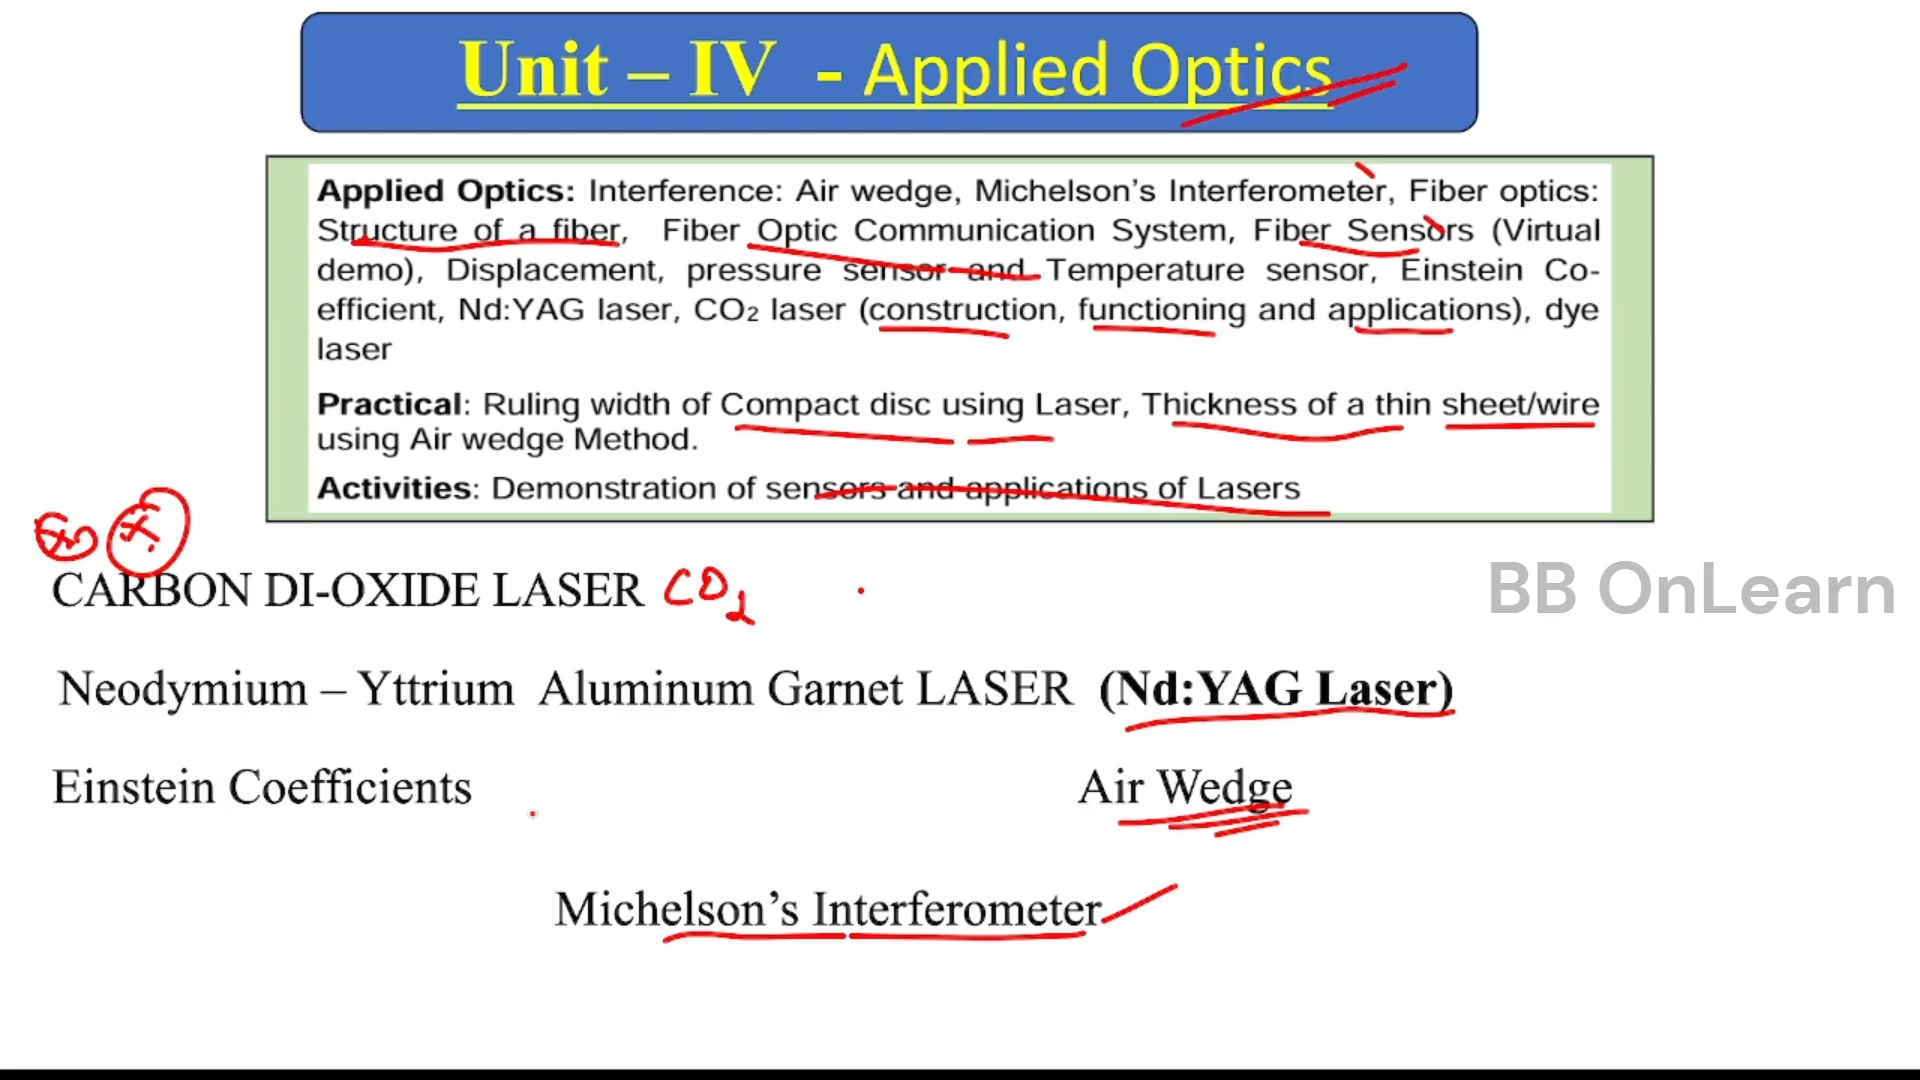 Unit – IV - Applied Optics
Applied Optics: Interference: Air wedge, Michelson’s Interferometer, Fiber optics:
Structure of a fiber, Fiber Optic Communication System, Fiber Sensors (Virtual
demo), Displacement, pressure sensor and Temperature sensor, Einstein Co-
efficient, Nd:YAG laser, CO₂ laser (construction, functioning and applications), dye
laser
Practical: Ruling width of Compact disc using Laser, Thickness of a thin sheet/wire
using Air wedge Method.
Activities: Demonstration of sensors and applications of Lasers
CARBON DI-OXIDE LASER CO₂
BB OnLearn
Neodymium – Yttrium Aluminum Garnet LASER (Nd:YAG Laser)
Einstein Coefficients
Air Wedge
Michelson’s Interferometer